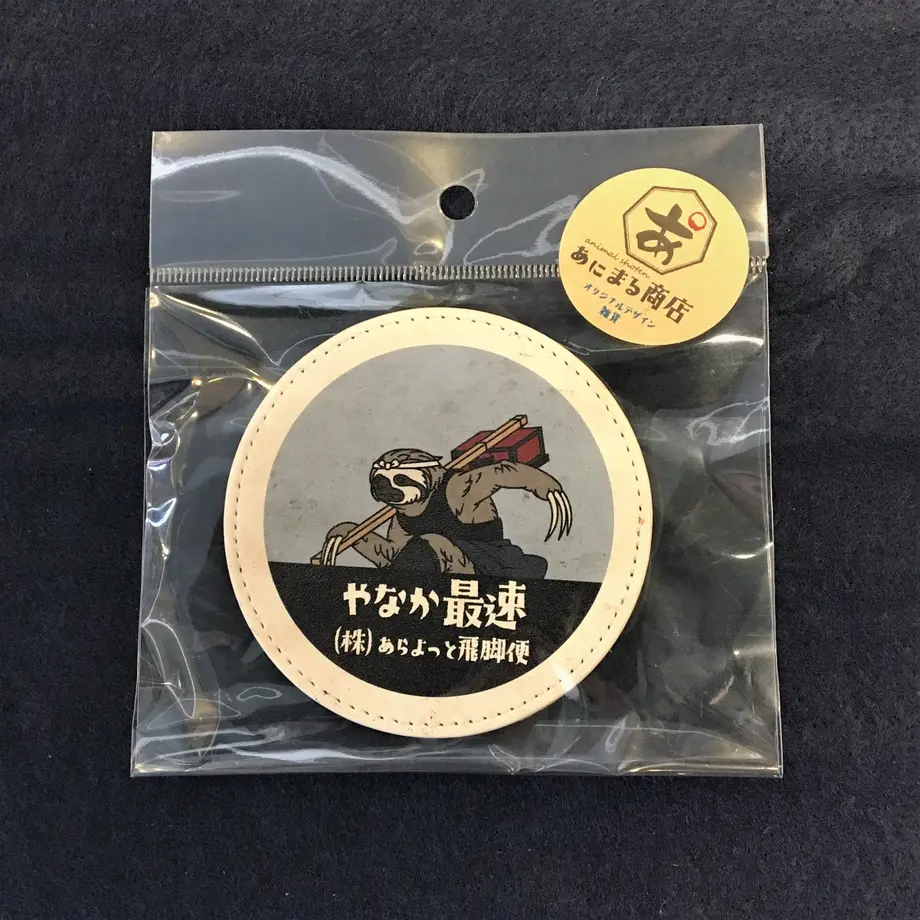 あ
animal shoten
あにまる商店
オリジナルデザイン
雑貨
やなか最速
(株)あらよっと飛脚便